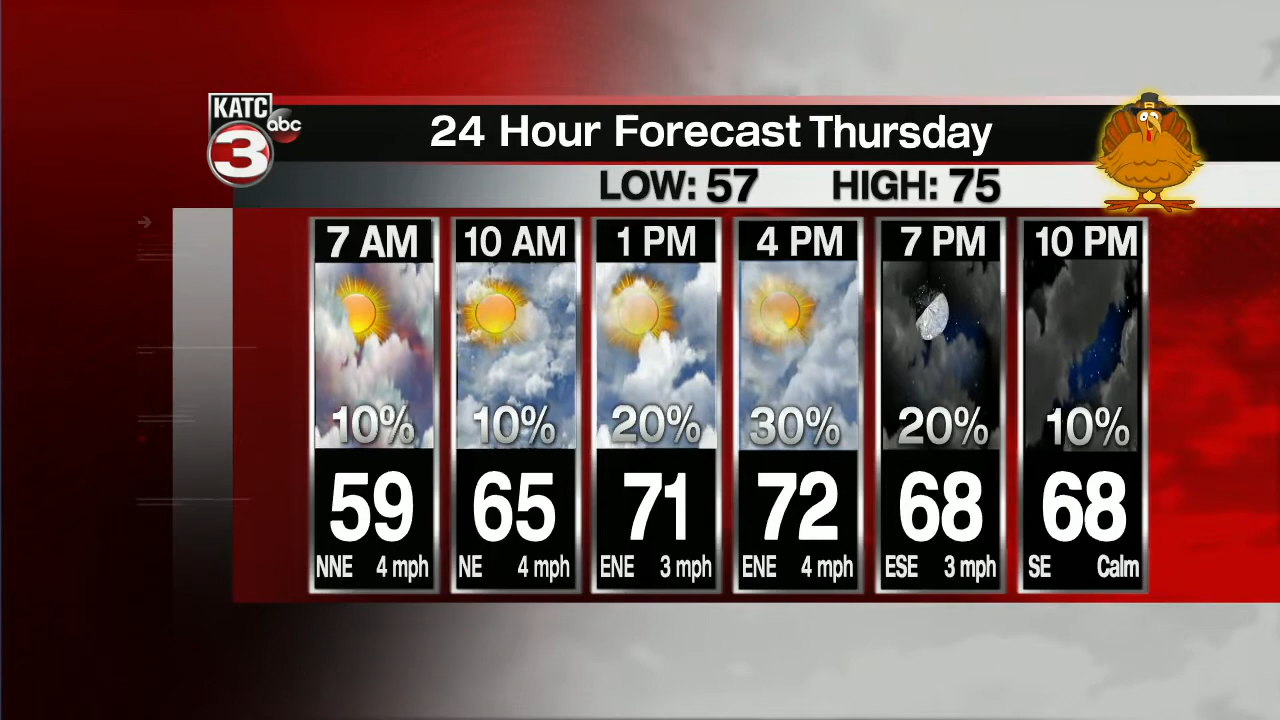 KATC
abc
3
24 Hour Forecast Thursday
LOW: 57 HIGH: 75
7 AM 10 AM 1 PM 4 PM 7 PM 10 PM
10% 10% 20% 30% 20% 10%
59 65 71 72 68 68
NNE 4 mph NE 4 mph ENE 3 mph ENE 4 mph ESE 3 mph SE Calm